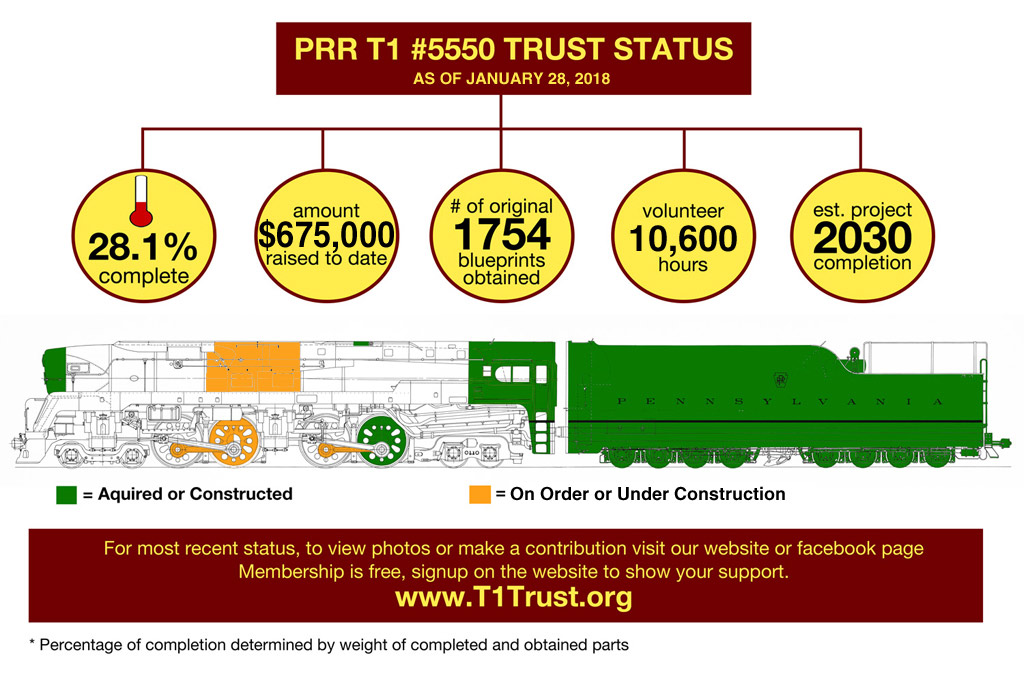 PRR T1 #5550 TRUST STATUS
AS OF JANUARY 28, 2018
28.1%
complete
amount
$675,000
raised to date
# of original
1754
blueprints
obtained
volunteer
10,600
hours
est. project
2030
completion
PENNSYLVANIA
= Aquired or Constructed
= On Order or Under Construction
For most recent status, to view photos or make a contribution visit our website or facebook page
Membership is free, signup on the website to show your support.
www.T1Trust.org
* Percentage of completion determined by weight of completed and obtained parts